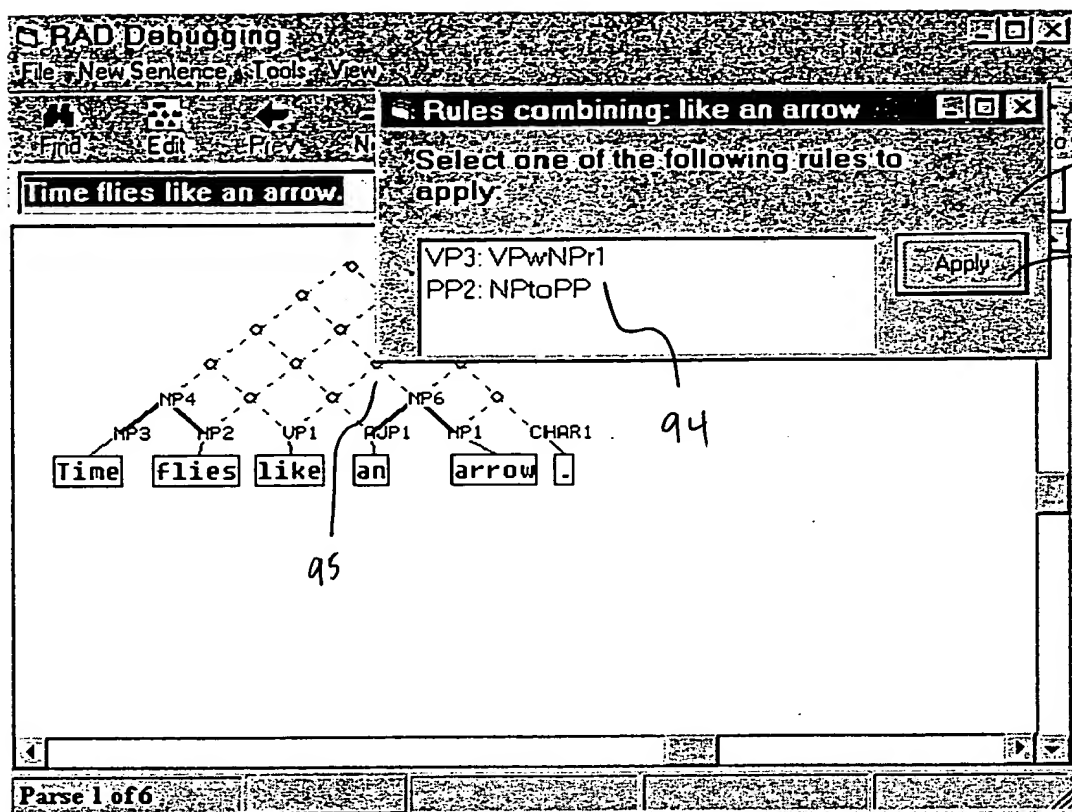 RAD Debugging
File New Sentence Tools View
Find Edit Prev N
Time flies like an arrow.
Rules combining: like an arrow
Select one of the following rules to
apply
VP3: VPwNPr1
PP2: NPtoPP
Apply
NP4 NP6
NP3 NP2 VP1 AJP1 NP1 CHAR1
Time flies like an arrow .
94
95
Parse 1 of 6